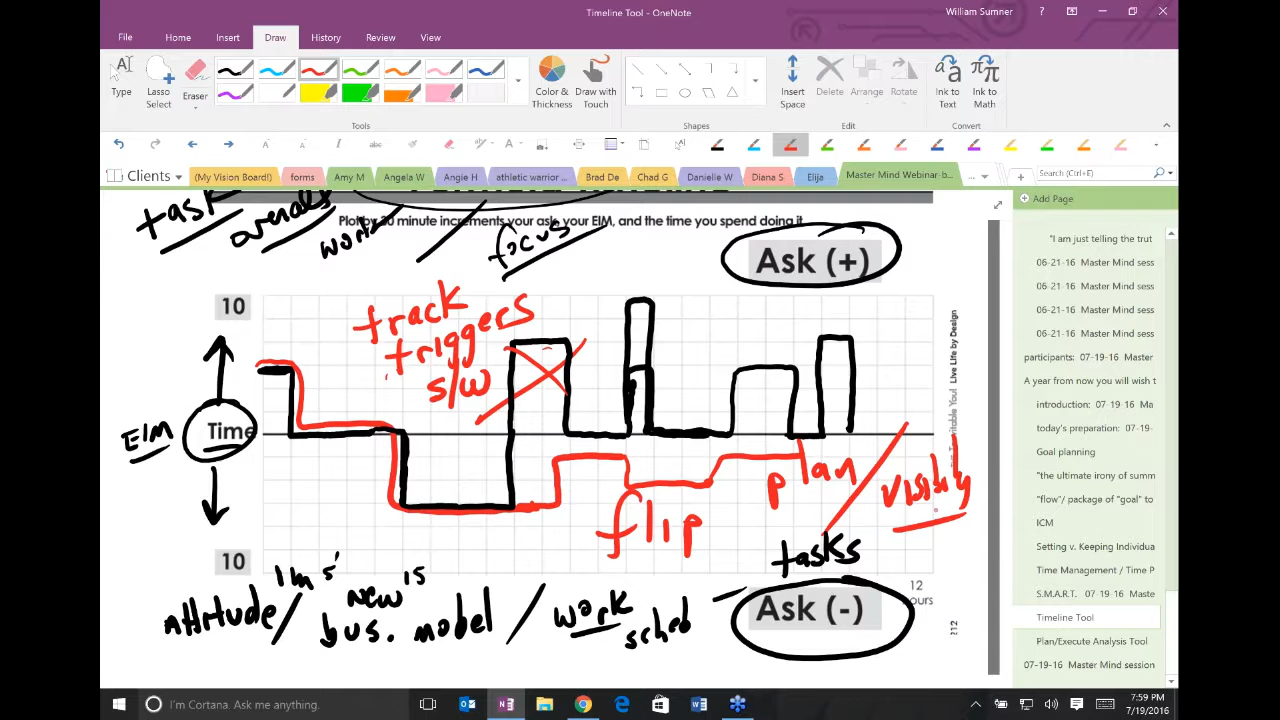 Timeline Tool - OneNote
William Sumner
File
Home
Insert
Draw
History
Review
View
Type
Lasso Select
Eraser
Color & Thickness
Draw with Touch
Insert Space
Delete
Arrange
Rotate
Ink to Text
Ink to Math
Tools
Shapes
Edit
Convert
Clients
(My Vision Board!)
forms
Amy M
Angela W
Angie H
athletic warrior ...
Brad De
Chad G
Danielle W
Diana S
Elija
Master Mind Webinar-b...
Search (Ctrl+E)
Add Page
"I am just telling the trut
06-21-16 Master Mind sess
06-21-16 Master Mind sess
06-21-16 Master Mind sess
06-21-16 Master Mind sess
participants: 07-19-16 Master
A year from now you will wish t
introduction: 07-19-16 Ma
today's preparation: 07-19-
Goal planning
"the ultimate irony of summ
"flow"/ package of "goal" to
ICM
Setting v. Keeping Individua
Time Management / Time P
S.M.A.R.T. 07-19-16 Maste
Timeline Tool
Plan/Execute Analysis Tool
07-19-16 Master Mind session
task
overall
work
focus
Plot by 30 minute increments your ask, your EIM, and the time you spend doing it
Ask (+)
10
track
triggers
s/w
EIM
Time
plan
visibily
flip
tasks
10
12
ours
Ask (-)
attitude/
1m's'
new 'is
bus. model /
work
sched
Live Life by Design
I'm Cortana. Ask me anything.
7:59 PM
7/19/2016